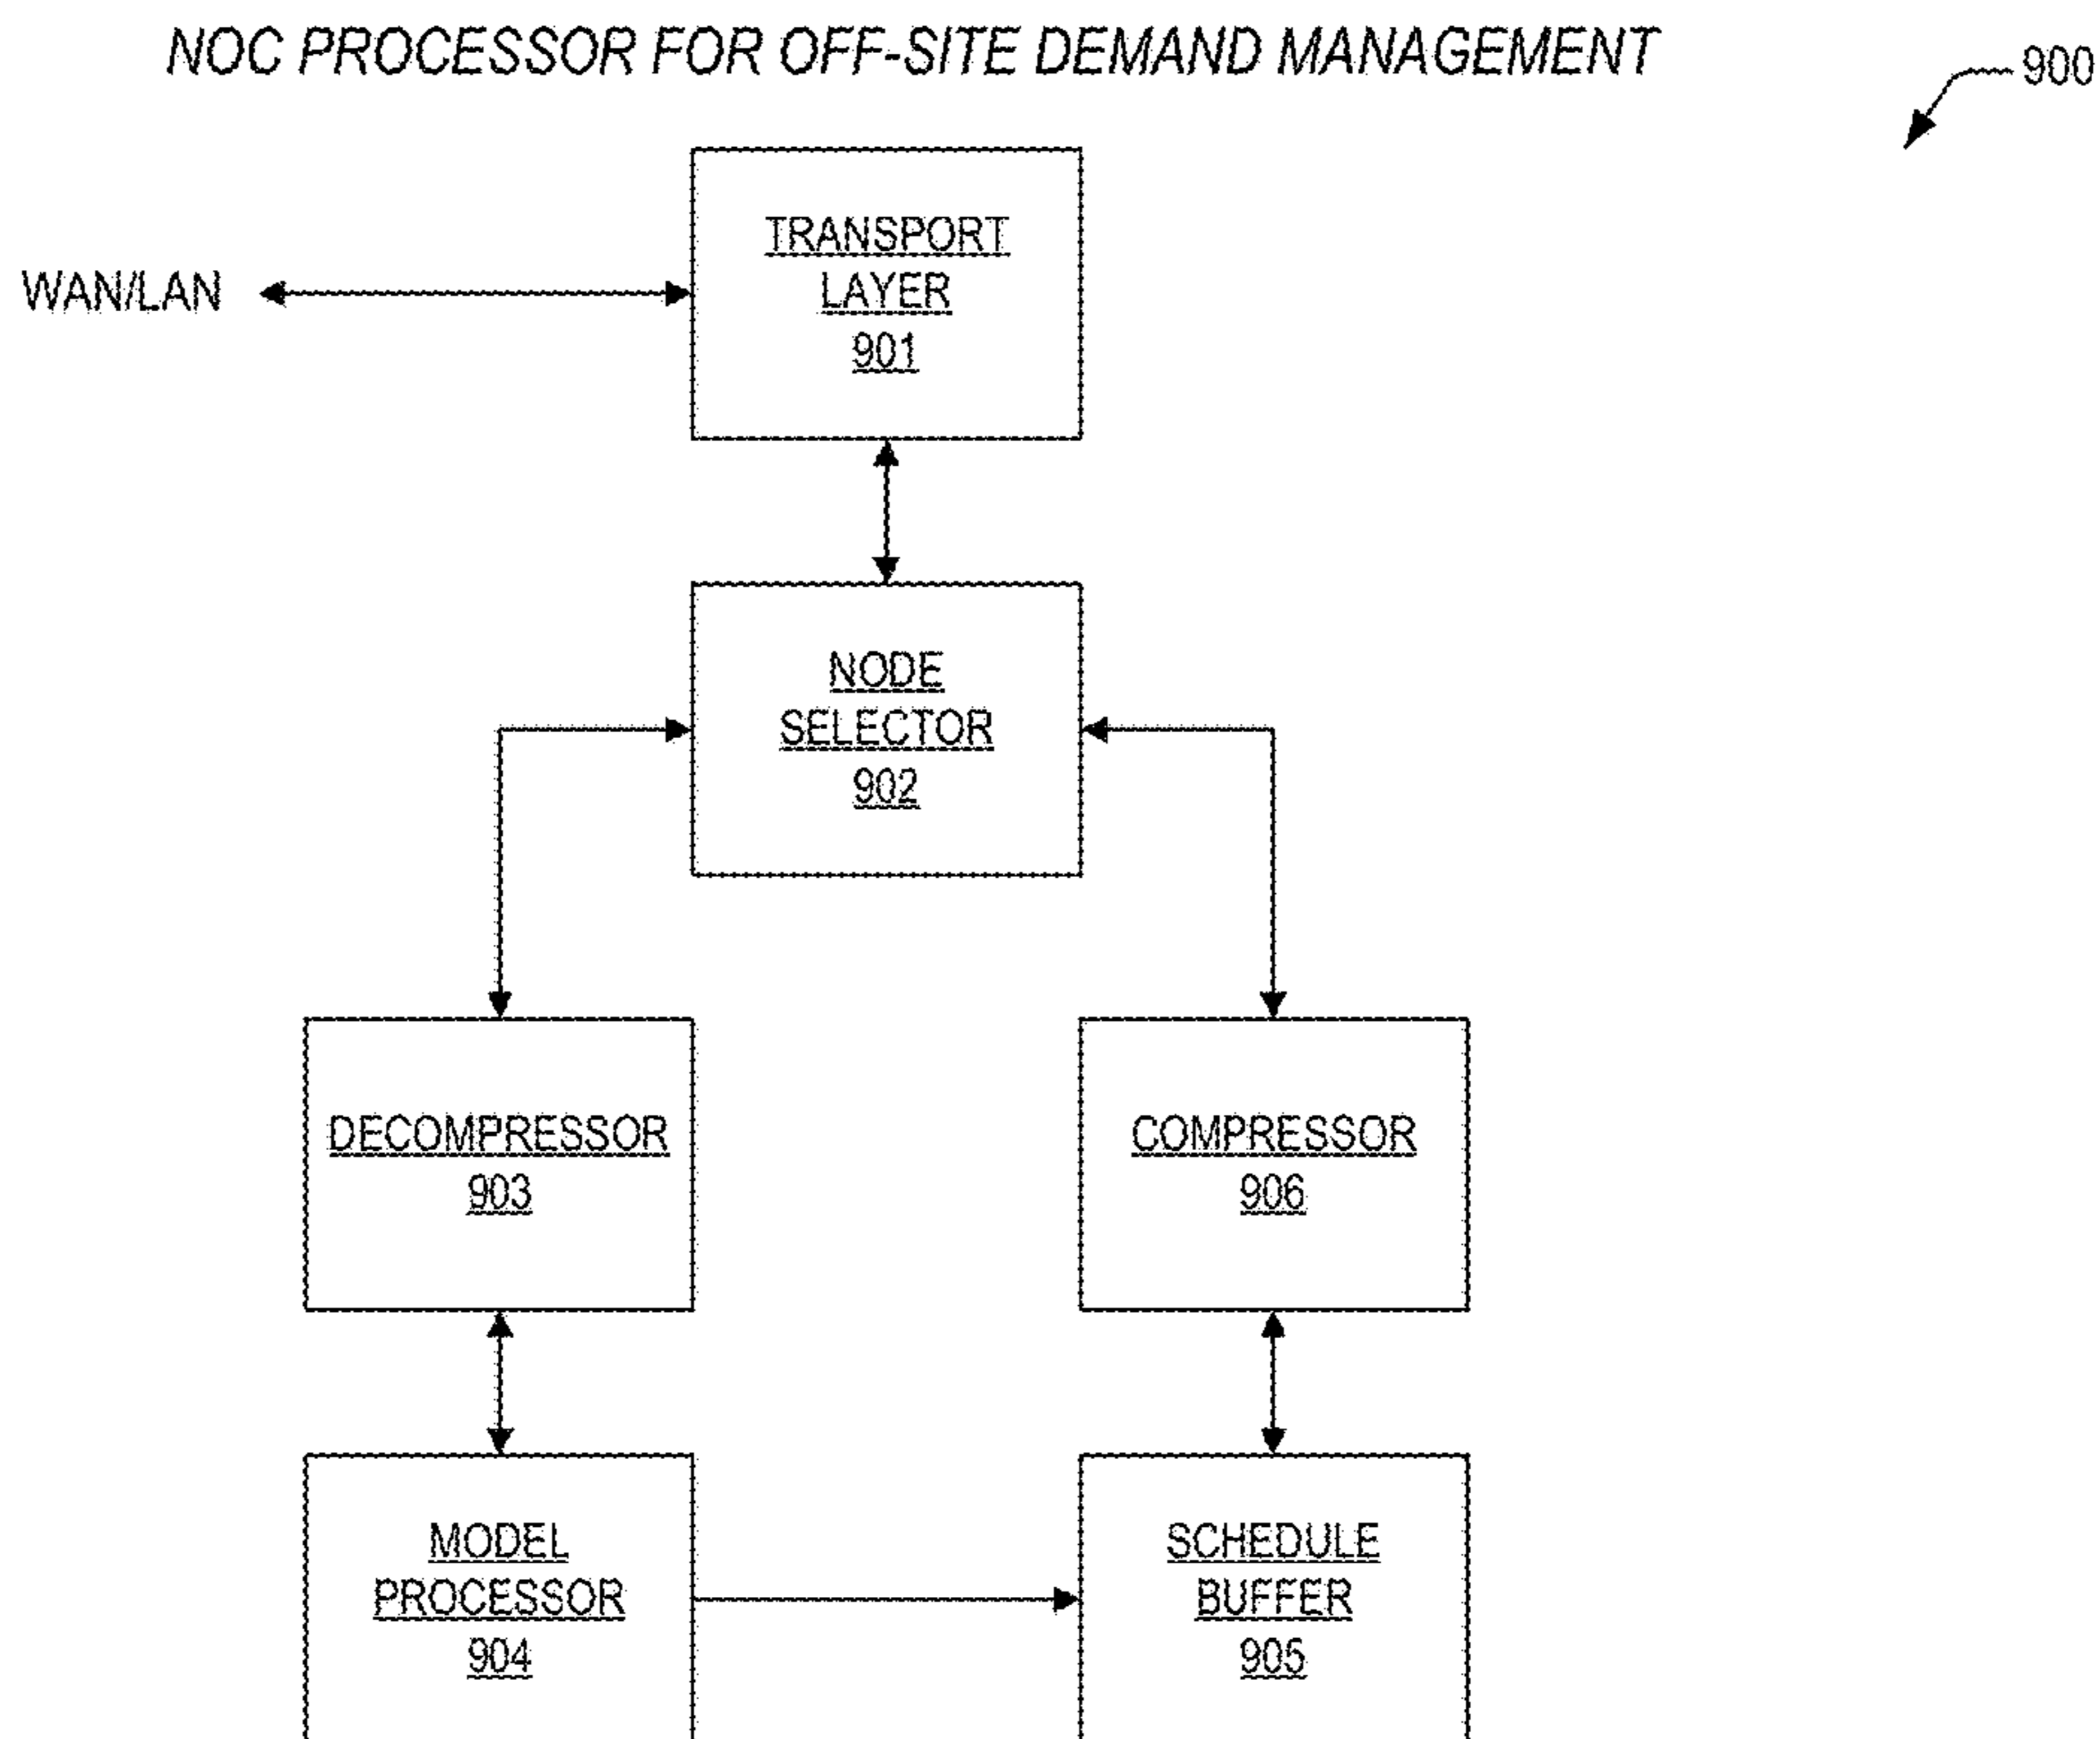 NOC PROCESSOR FOR OFF-SITE DEMAND MANAGEMENT
900
TRANSPORT
LAYER
901
WAN/LAN
NODE
SELECTOR
902
DECOMPRESSOR
903
COMPRESSOR
906
MODEL
PROCESSOR
904
SCHEDULE
BUFFER
905